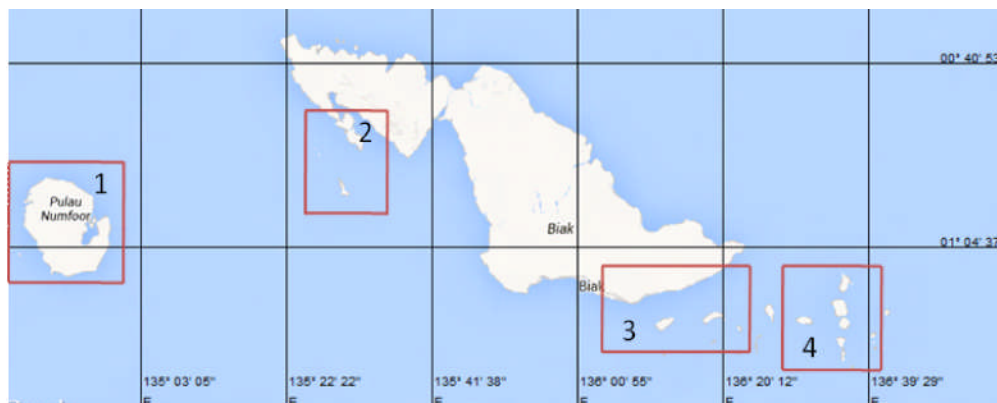 00° 40' 53
2
1
Pulau
Numfoor
Biak
01° 04' 37
Biak
3
4
135° 03' 05"
135° 22' 22"
135° 41' 38"
136° 00' 55"
136° 20' 12"
136° 39' 29"
E
E
E
E
E
E